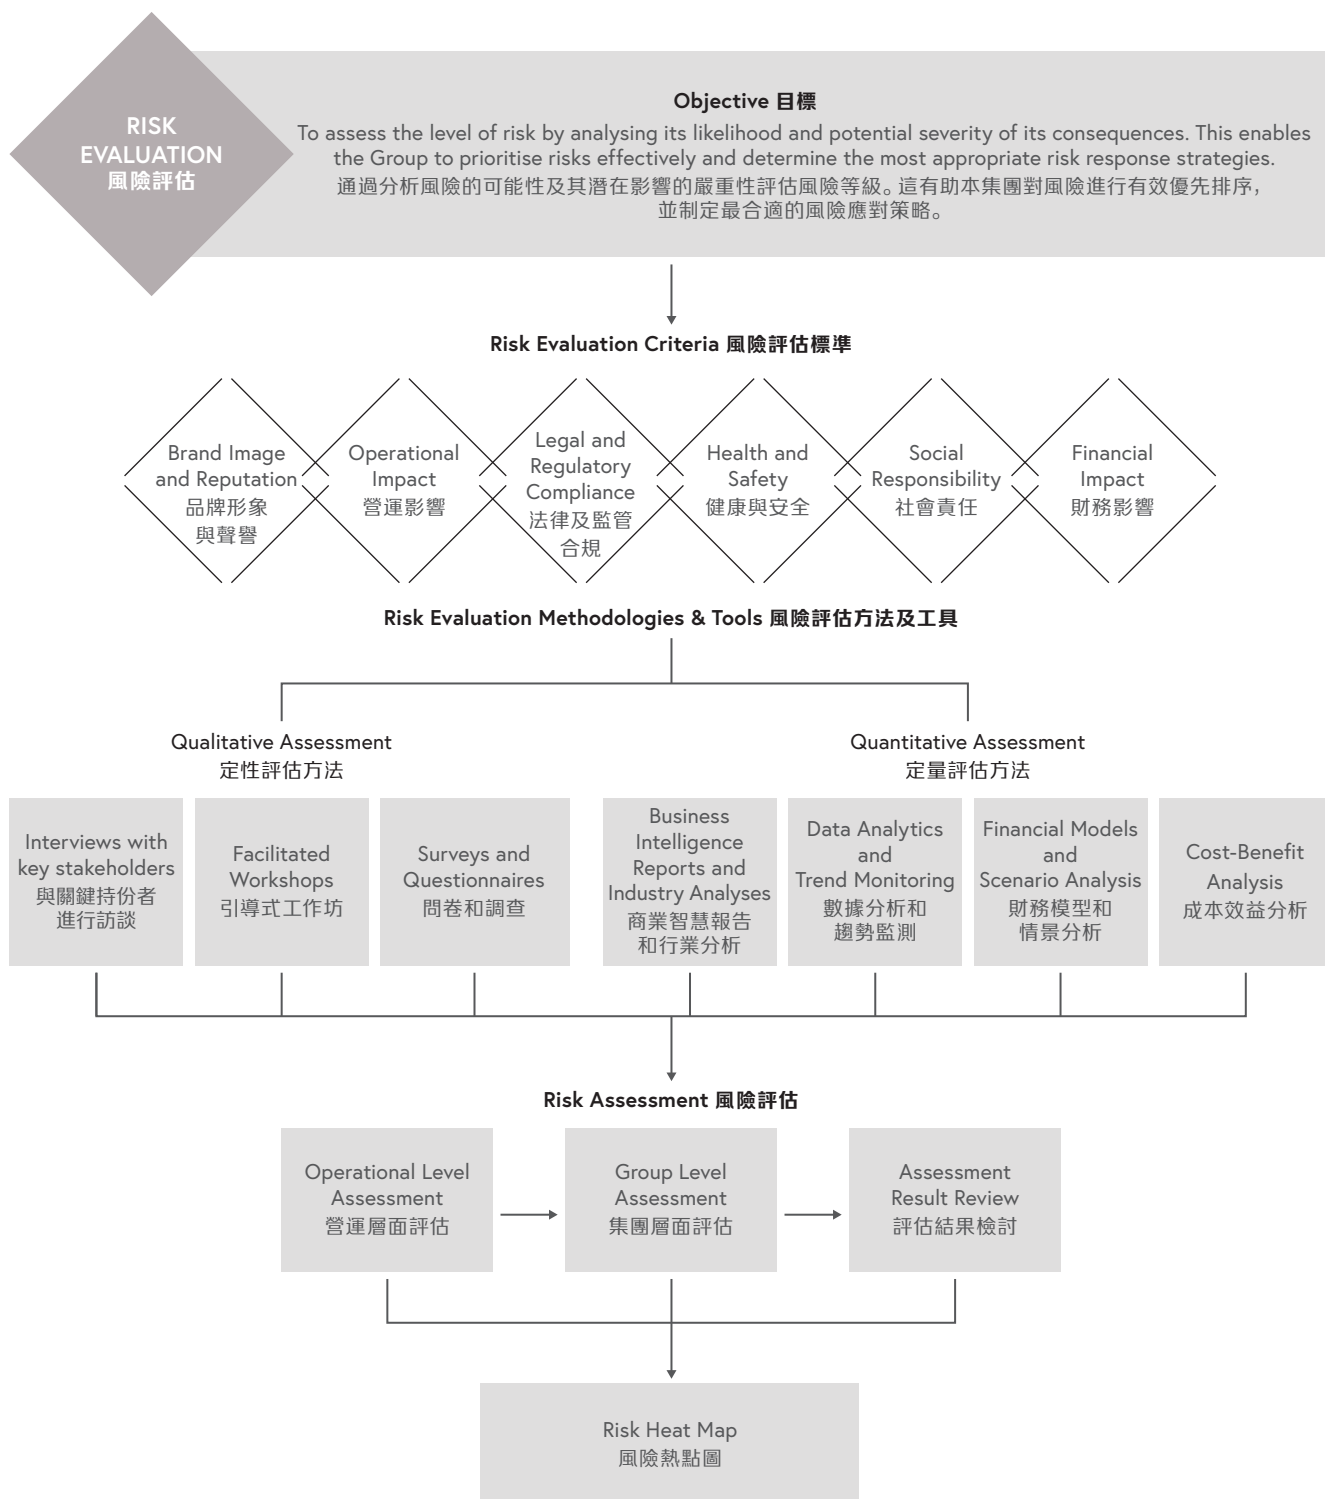 RISK
EVALUATION
風險評估
Objective 目標
To assess the level of risk by analysing its likelihood and potential severity of its consequences. This enables
the Group to prioritise risks effectively and determine the most appropriate risk response strategies.
通過分析風險的可能性及其潛在影響的嚴重性評估風險等級。這有助本集團對風險進行有效優先排序，
並制定最合適的風險應對策略。
Risk Evaluation Criteria 風險評估標準
Brand Image
and Reputation
品牌形象
與聲譽
Operational
Impact
營運影響
Legal and
Regulatory
Compliance
法律及監管
合規
Health and
Safety
健康與安全
Social
Responsibility
社會責任
Financial
Impact
財務影響
Risk Evaluation Methodologies & Tools 風險評估方法及工具
Qualitative Assessment
定性評估方法
Quantitative Assessment
定量評估方法
Interviews with
key stakeholders
與關鍵持份者
進行訪談
Facilitated
Workshops
引導式工作坊
Surveys and
Questionnaires
問卷和調查
Business
Intelligence
Reports and
Industry Analyses
商業智慧報告
和行業分析
Data Analytics
and
Trend Monitoring
數據分析和
趨勢監測
Financial Models
and
Scenario Analysis
財務模型和
情景分析
Cost-Benefit
Analysis
成本效益分析
Risk Assessment 風險評估
Operational Level
Assessment
營運層面評估
Group Level
Assessment
集團層面評估
Assessment
Result Review
評估結果檢討
Risk Heat Map
風險熱點圖